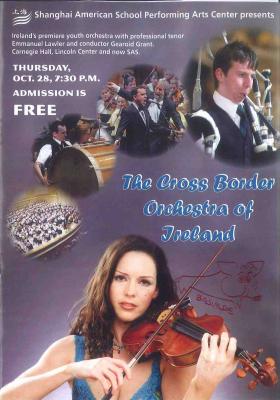 上海
Shanghai American School Performing Arts Center presents
Ireland's premiere youth orchestra with professional tenor
Emmanuel Lawler and conductor Gearoid Grant.
Carnegie Hall, Lincoln Center and now SAS.
THURSDAY,
OCT. 28, 7:30 P.M.
ADMISSION IS
FREE
The Cross Border
Orchestra of
Ireland